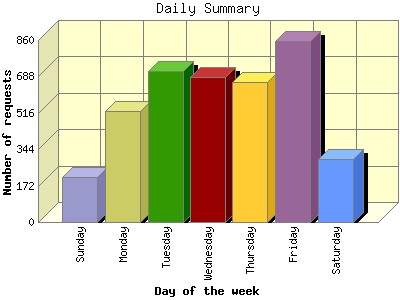 Daily Summary
Number of requests
860
688
516
344
172
0
Sunday
Monday
Tuesday
Wednesday
Thursday
Friday
Saturday
Day of the week